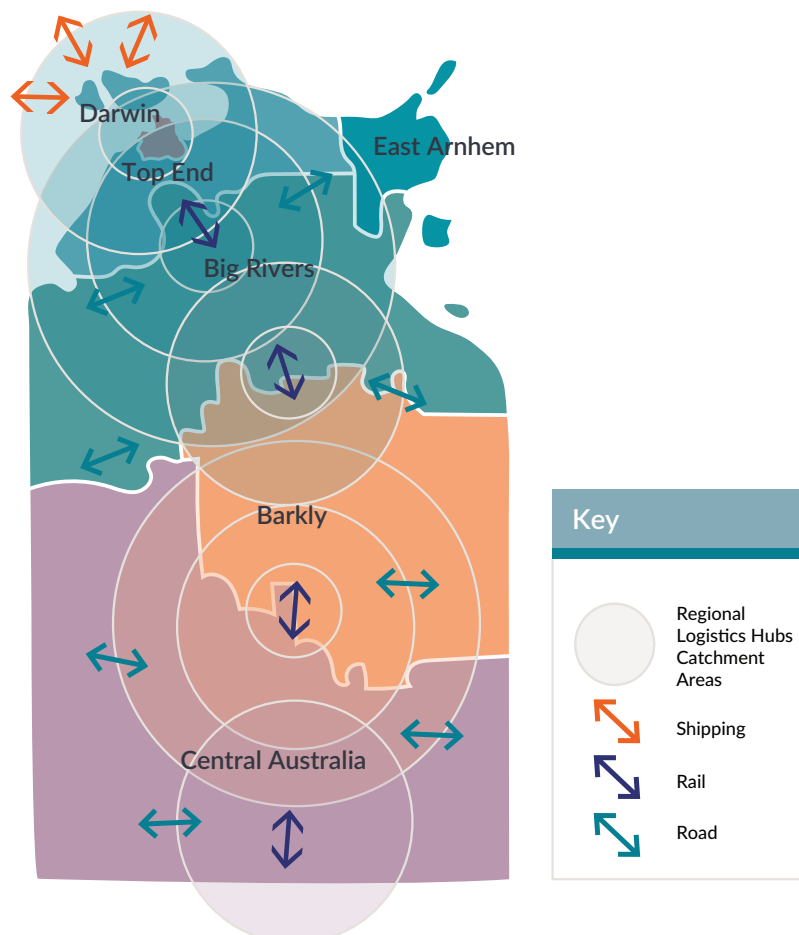 Darwin
East Arnhem
Top End
Big Rivers
Barkly
Central Australia
Key
Regional
Logistics Hubs
Catchment
Areas
Shipping
Rail
Road